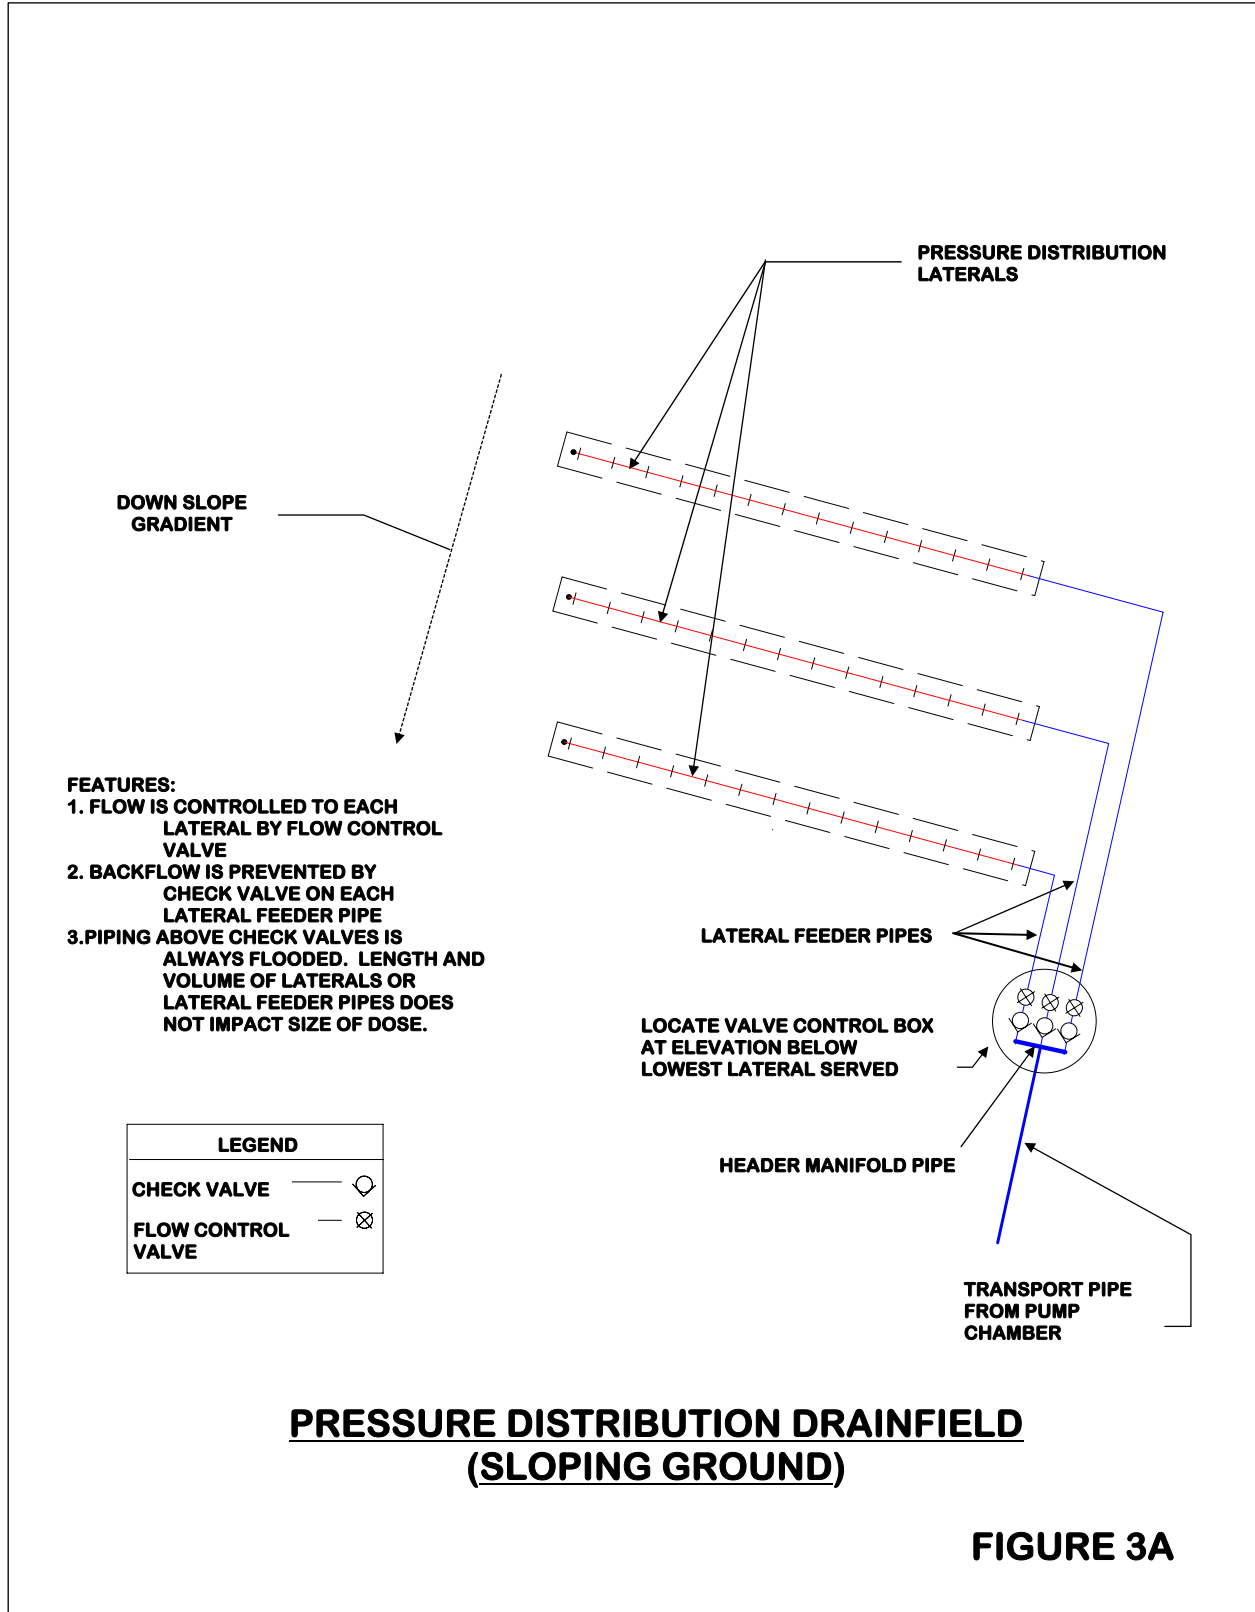 PRESSURE DISTRIBUTION
LATERALS
DOWN SLOPE
GRADIENT
FEATURES:
1. FLOW IS CONTROLLED TO EACH
LATERAL BY FLOW CONTROL
VALVE
2. BACKFLOW IS PREVENTED BY
CHECK VALVE ON EACH
LATERAL FEEDER PIPE
3.PIPING ABOVE CHECK VALVES IS
ALWAYS FLOODED. LENGTH AND
VOLUME OF LATERALS OR
LATERAL FEEDER PIPES DOES
NOT IMPACT SIZE OF DOSE.
LATERAL FEEDER PIPES
LOCATE VALVE CONTROL BOX
AT ELEVATION BELOW
LOWEST LATERAL SERVED
HEADER MANIFOLD PIPE
LEGEND
CHECK VALVE
FLOW CONTROL
VALVE
TRANSPORT PIPE
FROM PUMP
CHAMBER
PRESSURE DISTRIBUTION DRAINFIELD
(SLOPING GROUND)
FIGURE 3A